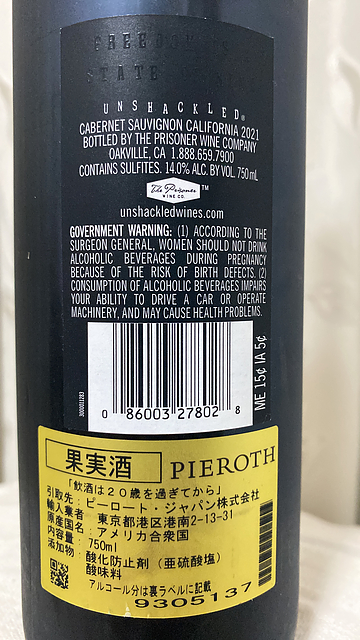 UNSHACKLED®
CABERNET SAUVIGNON CALIFORNIA 2021
BOTTLED BY THE PRISONER WINE COMPANY
OAKVILLE, CA 1.888.659.7900
CONTAINS SULFITES. 14.0% ALC. BY VOL. 750 mL
The Prisoner™
WINE CO.
unshackledwines.com
GOVERNMENT WARNING: (1) ACCORDING TO THE
SURGEON GENERAL, WOMEN SHOULD NOT DRINK
ALCOHOLIC BEVERAGES DURING PREGNANCY
BECAUSE OF THE RISK OF BIRTH DEFECTS. (2)
CONSUMPTION OF ALCOHOLIC BEVERAGES IMPAIRS
YOUR ABILITY TO DRIVE A CAR OR OPERATE
MACHINERY, AND MAY CAUSE HEALTH PROBLEMS.
ME 15¢ IA 5¢
0 86003 27802 8
果実酒
PIEROTH
「飲酒は20歳を過ぎてから」
引取先:ピーロート・ジャパン株式会社
輸入業者:東京都港区港南2-13-31
原産国名:アメリカ合衆国
内容量:750ml
添加物:酸化防止剤(亜硫酸塩)
酸味料
アルコール分は裏ラベルに記載
9305137